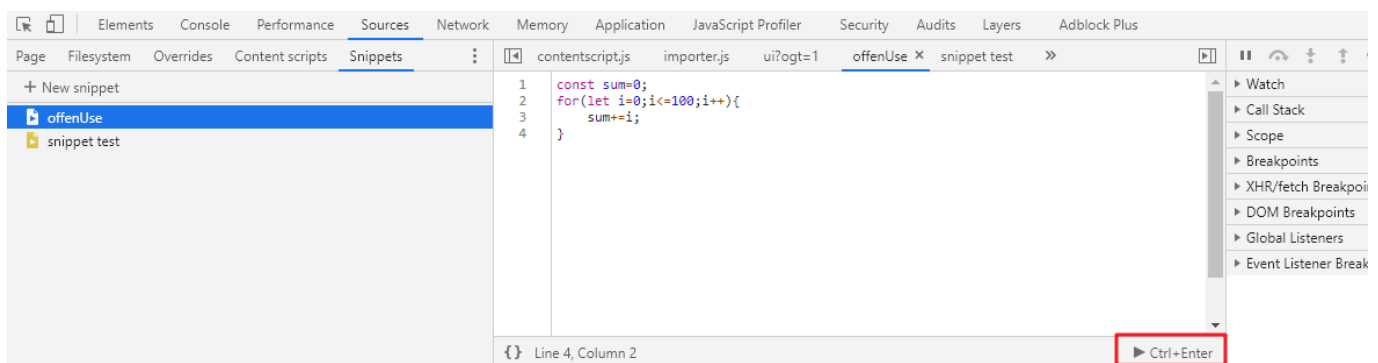 Elements Console Performance Sources Network Memory Application JavaScript Profiler Security Audits Layers Adblock Plus
Page Filesystem Overrides Content scripts Snippets contentscript.js importer.js ui?ogt=1 offenUse × snippet test »
+ New snippet
offenUse
snippet test
1 const sum=0;
2 for(let i=0;i<=100;i++){
3 sum+=i;
4 }
Watch
Call Stack
Scope
Breakpoints
XHR/fetch Breakpoi
DOM Breakpoints
Global Listeners
Event Listener Break
{} Line 4, Column 2 Ctrl+Enter